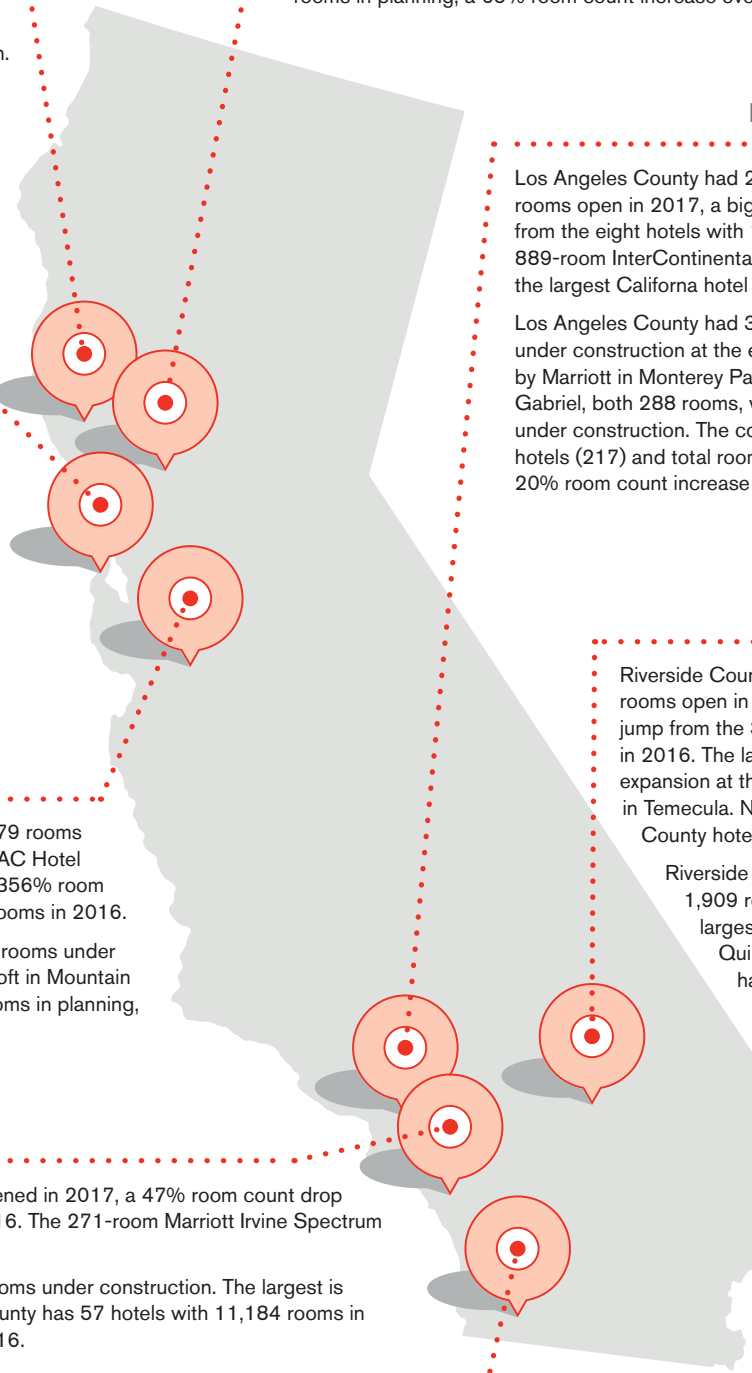 rooms in planning, a
n.
Los Angeles County had 2
rooms open in 2017, a big
from the eight hotels with
889-room InterContinenta
the largest Californa hotel
Los Angeles County had 3
under construction at the e
by Marriott in Monterey Pa
Gabriel, both 288 rooms, v
under construction. The co
hotels (217) and total roon
20% room count increase
Riverside Coun
rooms open in
jump from the
in 2016. The la
expansion at th
in Temecula. N
County hote
Riverside
1,909 r
largest
Qui
ha
79 rooms
AC Hotel
356% room
ooms in 2016.
rooms under
oft in Mountain
oms in planning,
ened in 2017, a 47% room count drop
16. The 271-room Marriott Irvine Spectrum
oms under construction. The largest is
unty has 57 hotels with 11,184 rooms in
16.